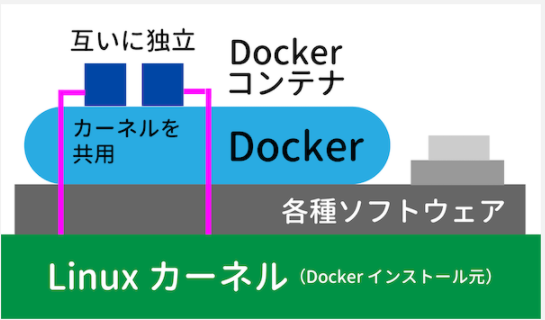 互いに独立
Docker
コンテナ
カーネルを
共用
Docker
各種ソフトウェア
Linux カーネル（Docker インストール元）